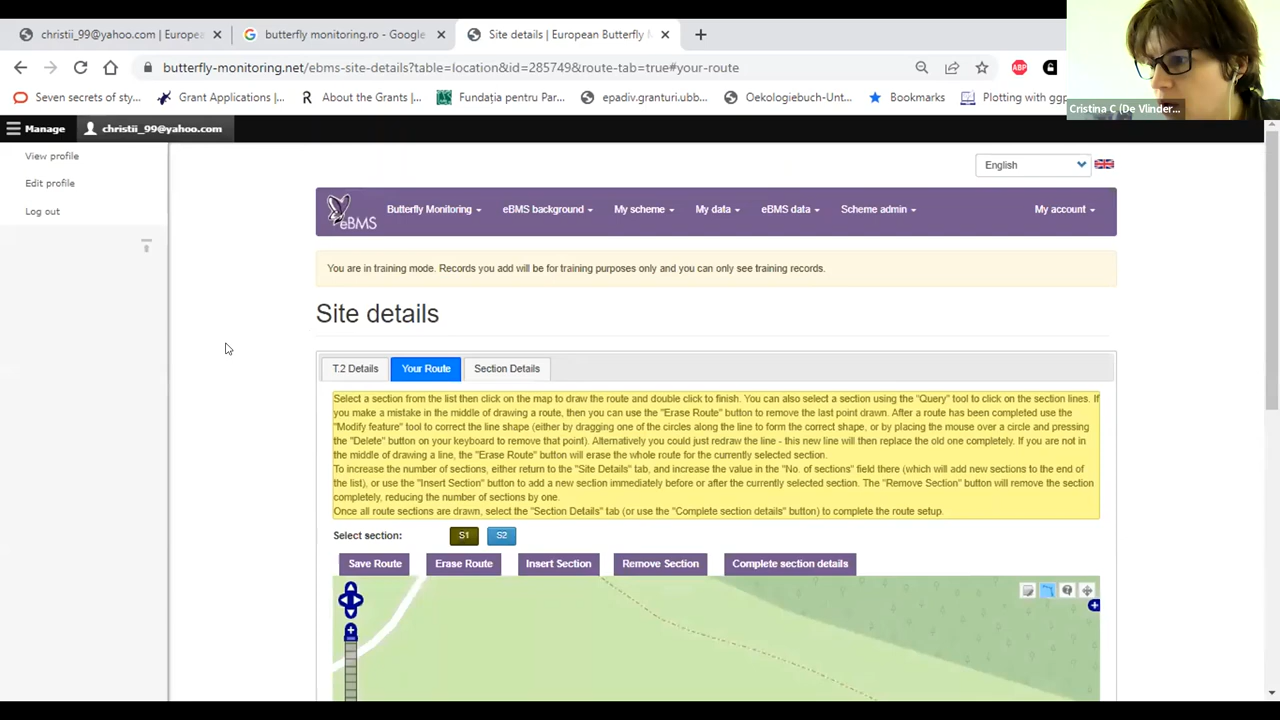 christii_99@yahoo.com | Europea
butterfly monitoring.ro - Google
Site details | European Butterfly M
butterfly-monitoring.net/ebms-site-details?table=location&id=285749&route-tab=true#your-route
Seven secrets of sty...
Grant Applications |...
About the Grants |...
Fundația pentru Par...
epadiv.granturi.ubb...
Oekologiebuch-Unt...
Bookmarks
Plotting with ggp
ABP
Cristina C (De Vlinder...
Manage
christii_99@yahoo.com
View profile
Edit profile
Log out
English
eBMS
Butterfly Monitoring
eBMS background
My scheme
My data
eBMS data
Scheme admin
My account
You are in training mode. Records you add will be for training purposes only and you can only see training records.
Site details
T.2 Details
Your Route
Section Details
Select a section from the list then click on the map to draw the route and double click to finish. You can also select a section using the "Query" tool to click on the section lines. If
you make a mistake in the middle of drawing a route, then you can use the "Erase Route" button to remove the last point drawn. After a route has been completed use the
"Modify feature" tool to correct the line shape (either by dragging one of the circles along the line to form the correct shape, or by placing the mouse over a circle and pressing
the "Delete" button on your keyboard to remove that point). Alternatively you could just redraw the line - this new line will then replace the old one completely. If you are not in
the middle of drawing a line, the "Erase Route" button will erase the whole route for the currently selected section.
To increase the number of sections, either return to the "Site Details" tab, and increase the value in the "No. of sections" field there (which will add new sections to the end of
the list), or use the "Insert Section" button to add a new section immediately before or after the currently selected section. The "Remove Section" button will remove the section
completely, reducing the number of sections by one.
Once all route sections are drawn, select the "Section Details" tab (or use the "Complete section details" button) to complete the route setup.
Select section:
S1
S2
Save Route
Erase Route
Insert Section
Remove Section
Complete section details